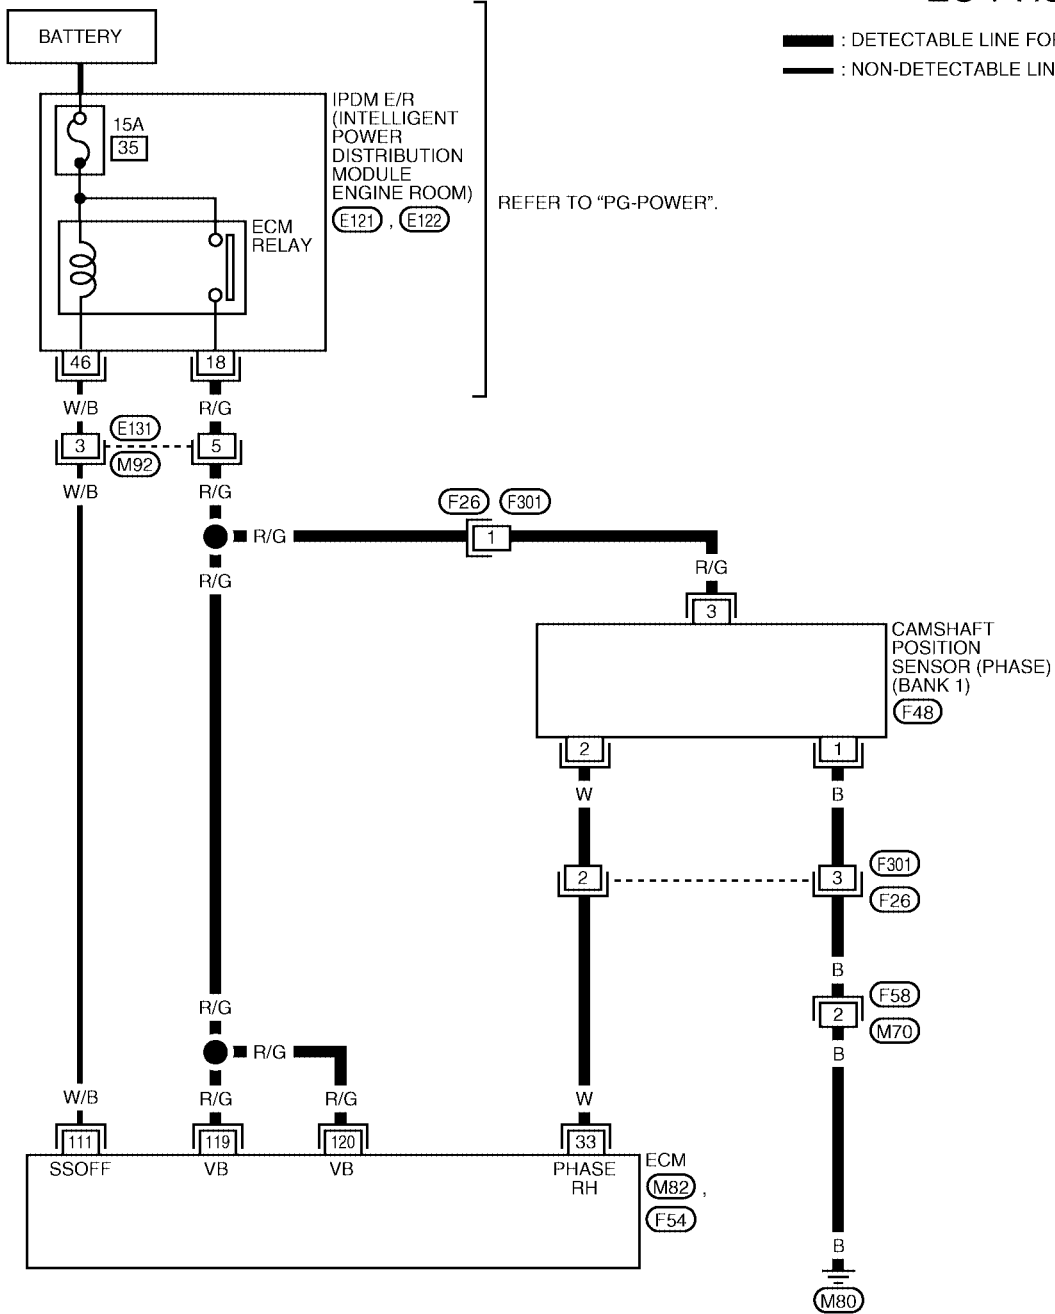 BATTERY
: DETECTABLE LINE FOR
: NON-DETECTABLE LIN
IPDM E/R
(INTELLIGENT
POWER
DISTRIBUTION
MODULE
ENGINE ROOM)
E121 , E122
15A
35
REFER TO “PG-POWER”.
ECM
RELAY
46
18
W/B
R/G
E131
3
5
M92
W/B
R/G
F26
F301
R/G
1
R/G
R/G
3
CAMSHAFT
POSITION
SENSOR (PHASE)
(BANK 1)
F48
2
1
W
B
2
3
F301
F26
B
F58
2
M70
R/G
R/G
B
W/B
R/G
R/G
W
111
119
120
33
SSOFF
VB
VB
PHASE
RH
ECM
M82 ,
F54
B
M80